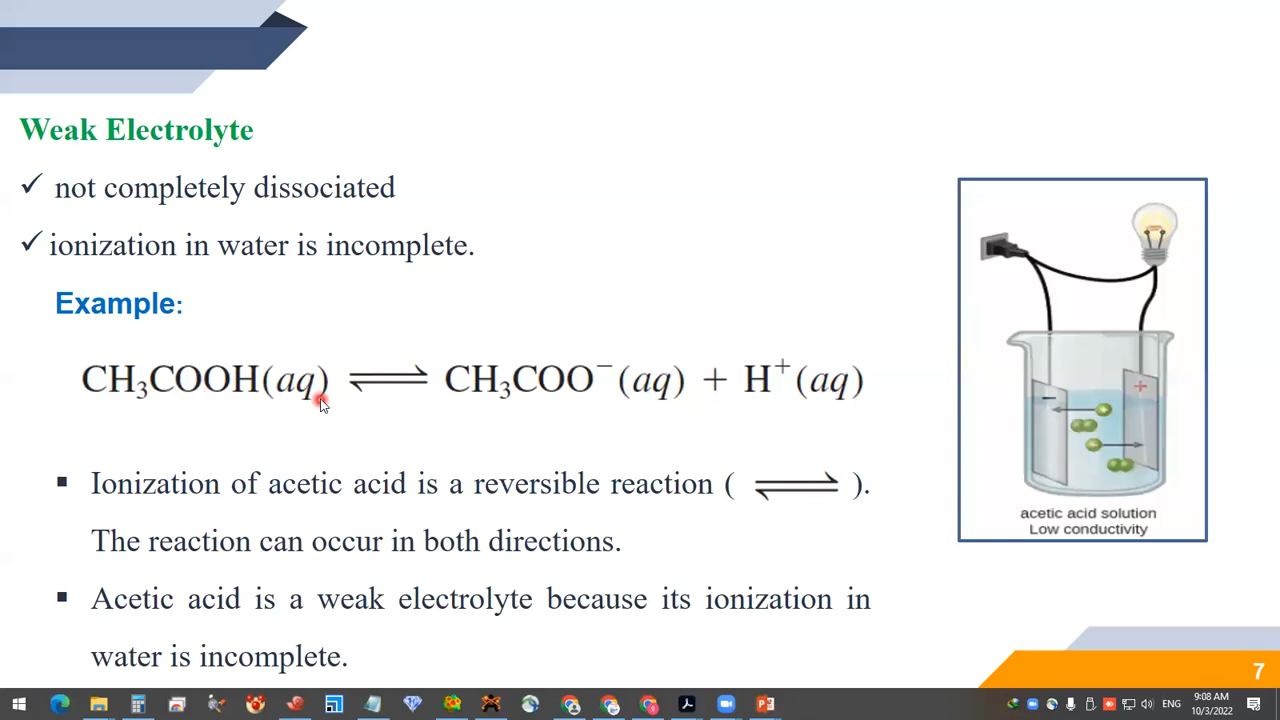 Weak Electrolyte
✓ not completely dissociated
✓ ionization in water is incomplete.
Example:
CH₃COOH(aq) ⇌ CH₃COO⁻(aq) + H⁺(aq)
▪ Ionization of acetic acid is a reversible reaction ( ⇌ ).
The reaction can occur in both directions.
▪ Acetic acid is a weak electrolyte because its ionization in
water is incomplete.
− +
acetic acid solution
Low conductivity
7
ENG
9:08 AM
10/3/2022